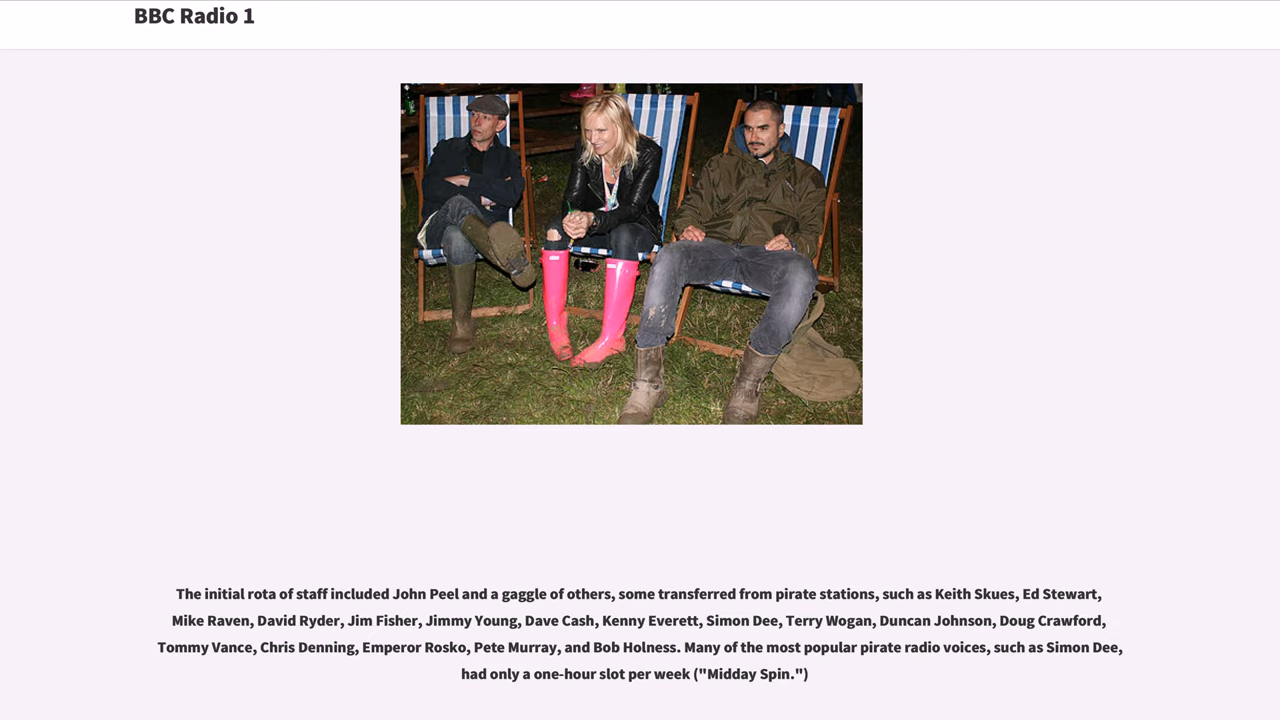 BBC Radio 1
The initial rota of staff included John Peel and a gaggle of others, some transferred from pirate stations, such as Keith Skues, Ed Stewart,
Mike Raven, David Ryder, Jim Fisher, Jimmy Young, Dave Cash, Kenny Everett, Simon Dee, Terry Wogan, Duncan Johnson, Doug Crawford,
Tommy Vance, Chris Denning, Emperor Rosko, Pete Murray, and Bob Holness. Many of the most popular pirate radio voices, such as Simon Dee,
had only a one-hour slot per week ("Midday Spin.")